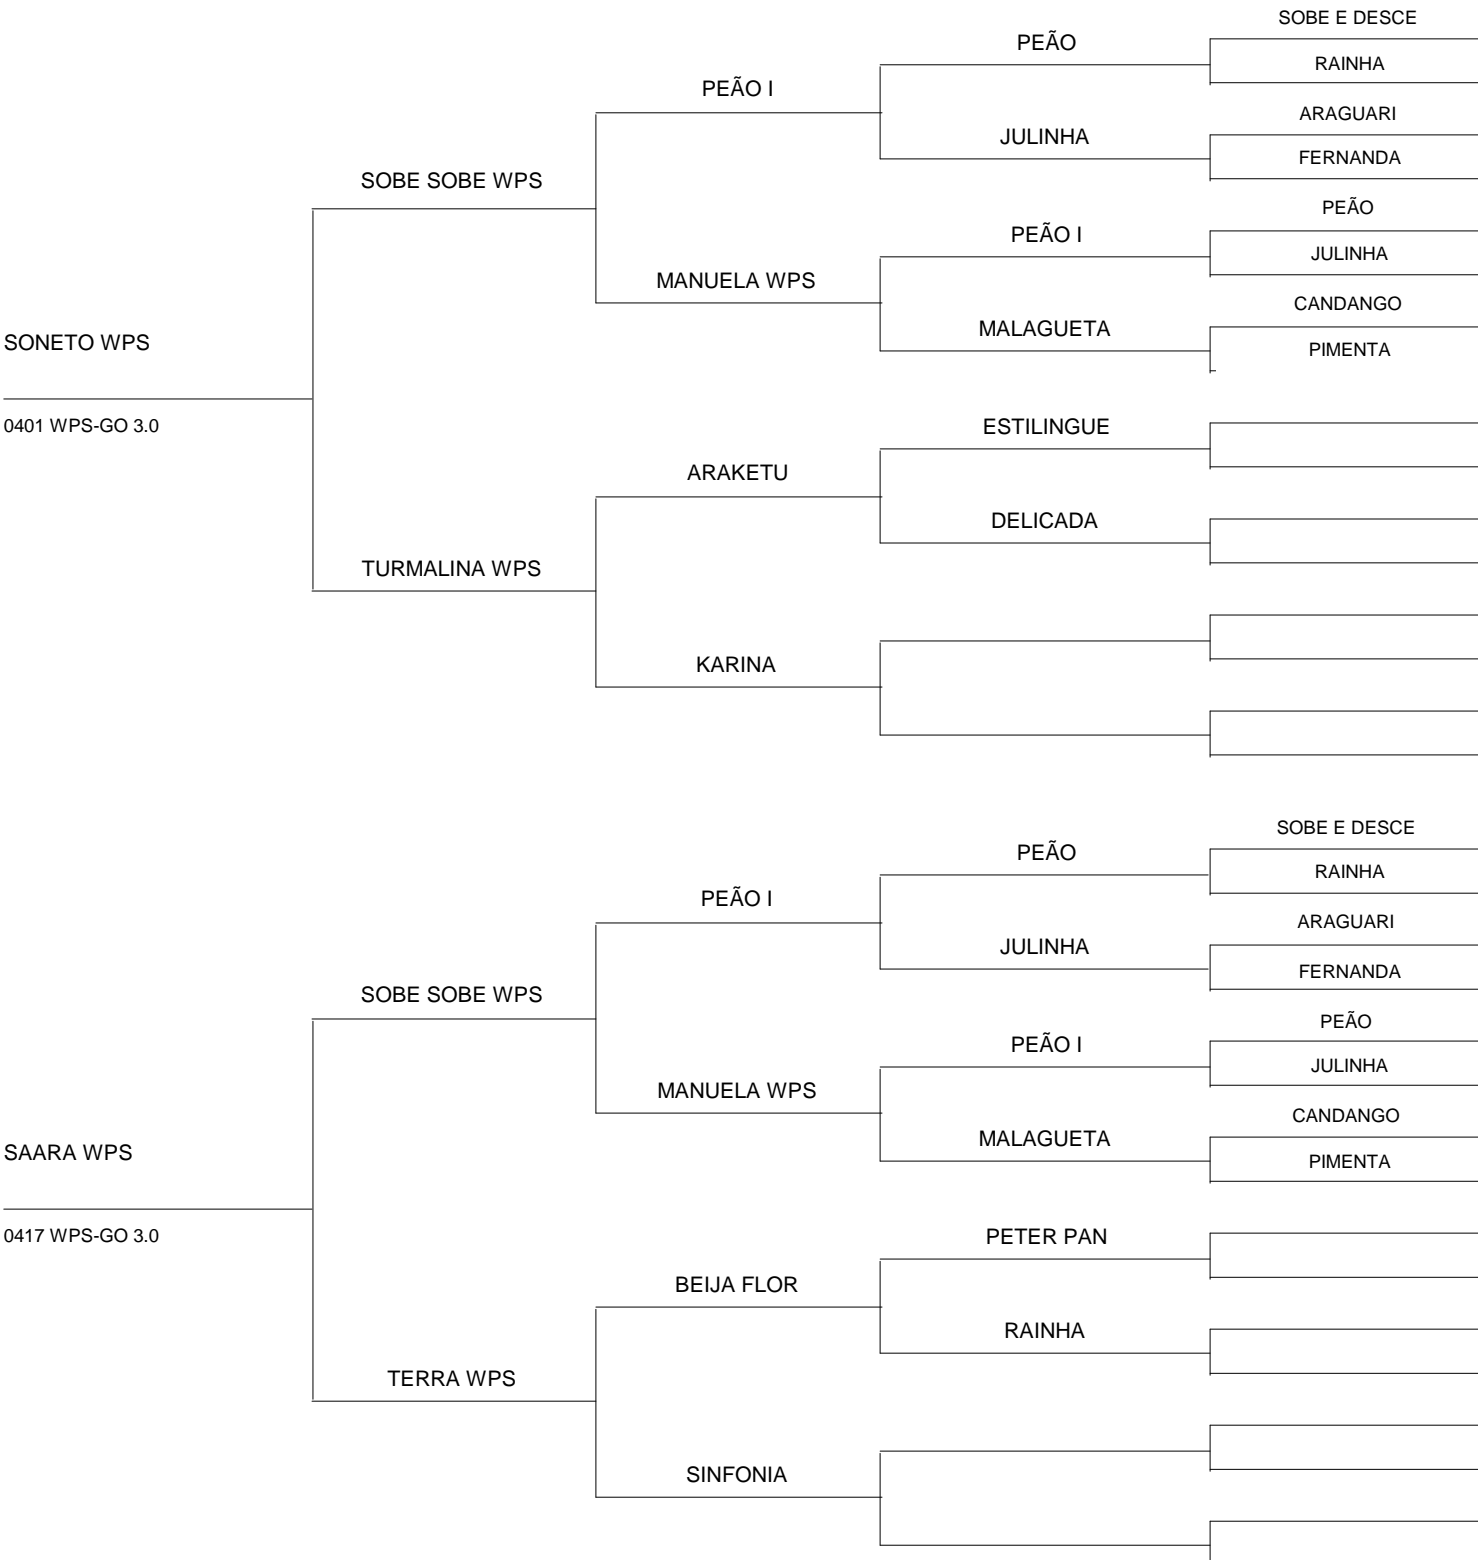 SOBE E DESCE
PEÃO
RAINHA
PEÃO I
ARAGUARI
JULINHA
FERNANDA
SOBE SOBE WPS
PEÃO
PEÃO I
JULINHA
MANUELA WPS
CANDANGO
MALAGUETA
SONETO WPS
PIMENTA
0401 WPS-GO 3.0
ESTILINGUE
ARAKETU
DELICADA
TURMALINA WPS
KARINA
SOBE E DESCE
PEÃO
RAINHA
PEÃO I
ARAGUARI
JULINHA
FERNANDA
SOBE SOBE WPS
PEÃO
PEÃO I
JULINHA
MANUELA WPS
CANDANGO
MALAGUETA
SAARA WPS
PIMENTA
0417 WPS-GO 3.0
PETER PAN
BEIJA FLOR
RAINHA
TERRA WPS
SINFONIA